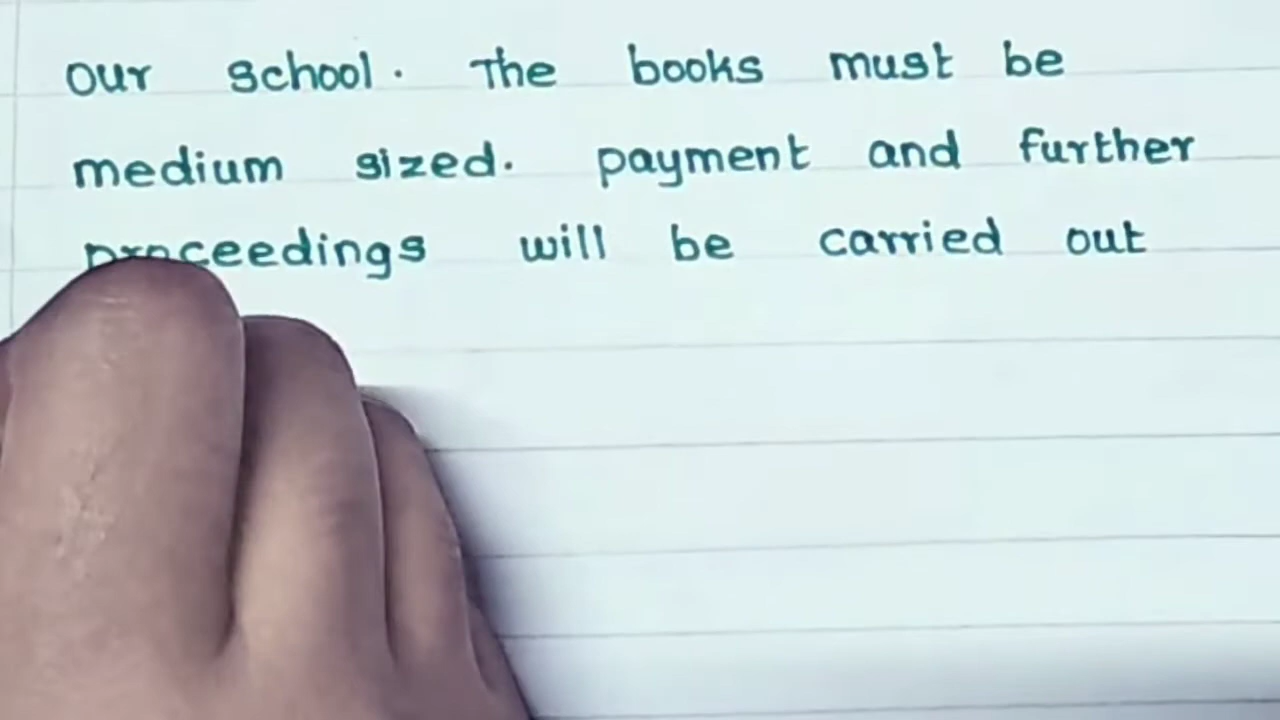 our school. The books must be
medium sized. payment and further
proceedings will be carried out